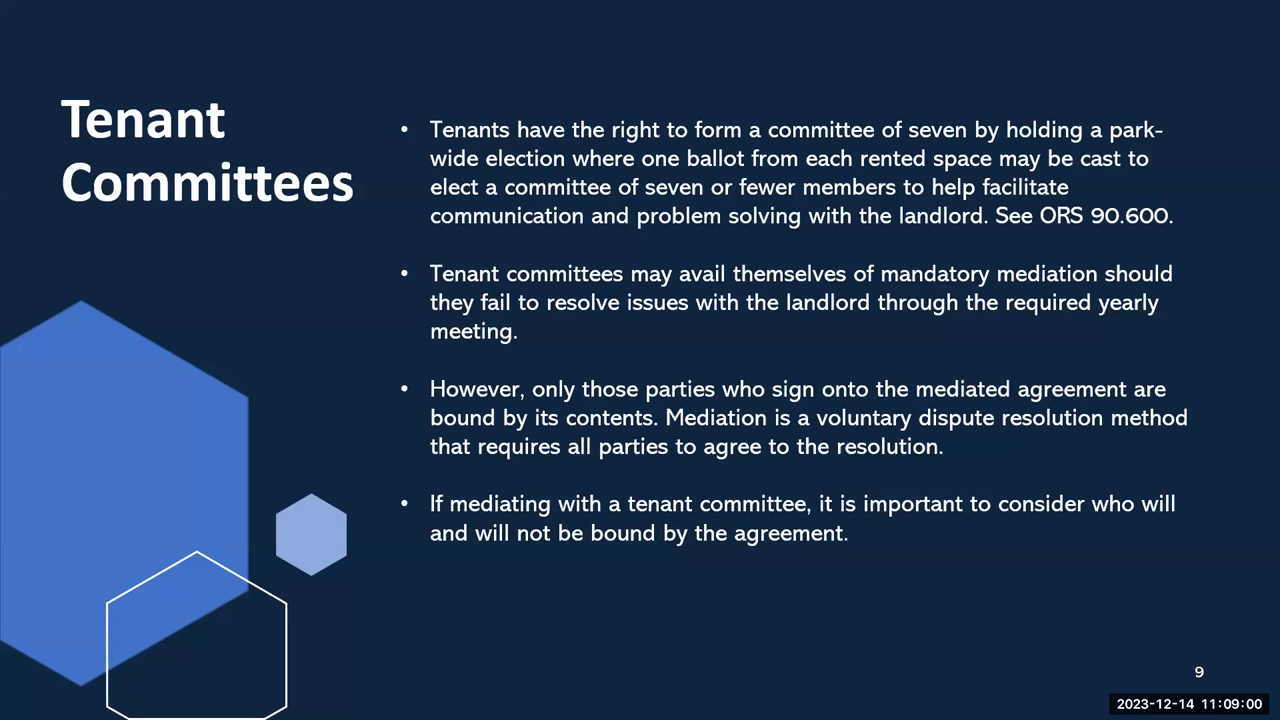 Tenant
Committees
• Tenants have the right to form a committee of seven by holding a park-
wide election where one ballot from each rented space may be cast to
elect a committee of seven or fewer members to help facilitate
communication and problem solving with the landlord. See ORS 90.600.
• Tenant committees may avail themselves of mandatory mediation should
they fail to resolve issues with the landlord through the required yearly
meeting.
• However, only those parties who sign onto the mediated agreement are
bound by its contents. Mediation is a voluntary dispute resolution method
that requires all parties to agree to the resolution.
• If mediating with a tenant committee, it is important to consider who will
and will not be bound by the agreement.
9
2023-12-14 11:09:00